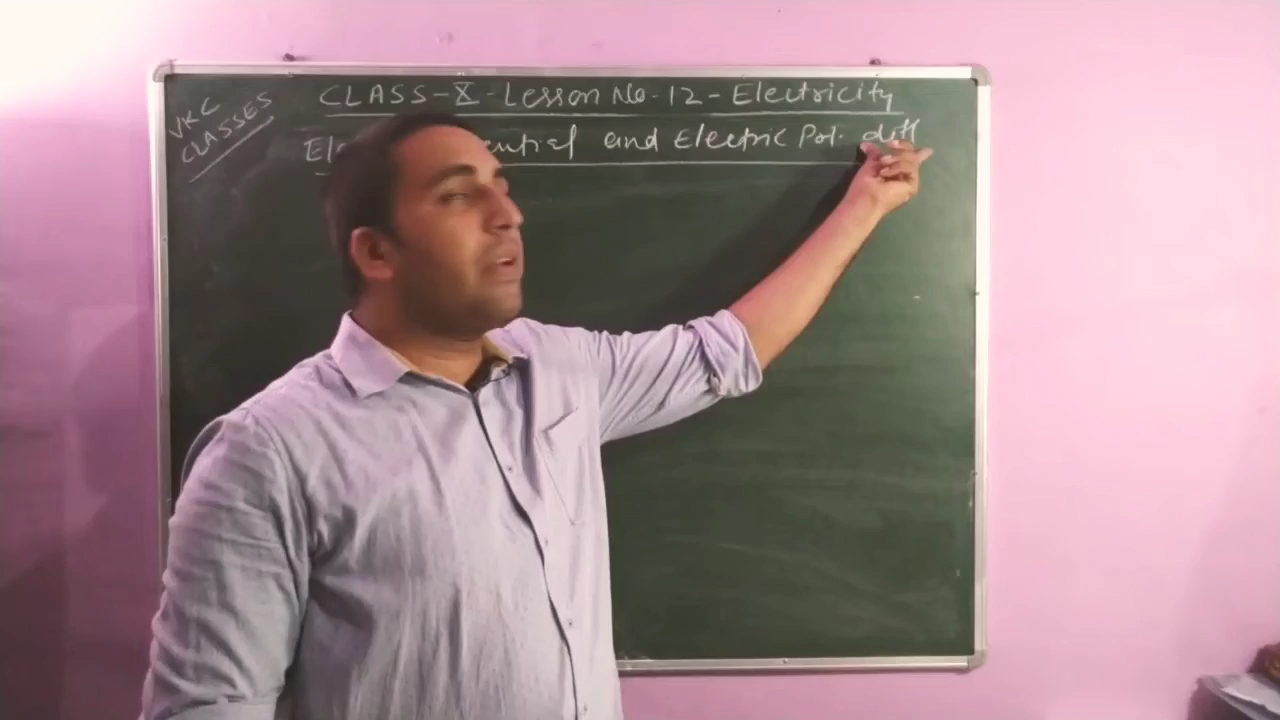 VKC
CLASSES
CLASS-X-Lesson No.12-Electricity
and Electric Pot. diff